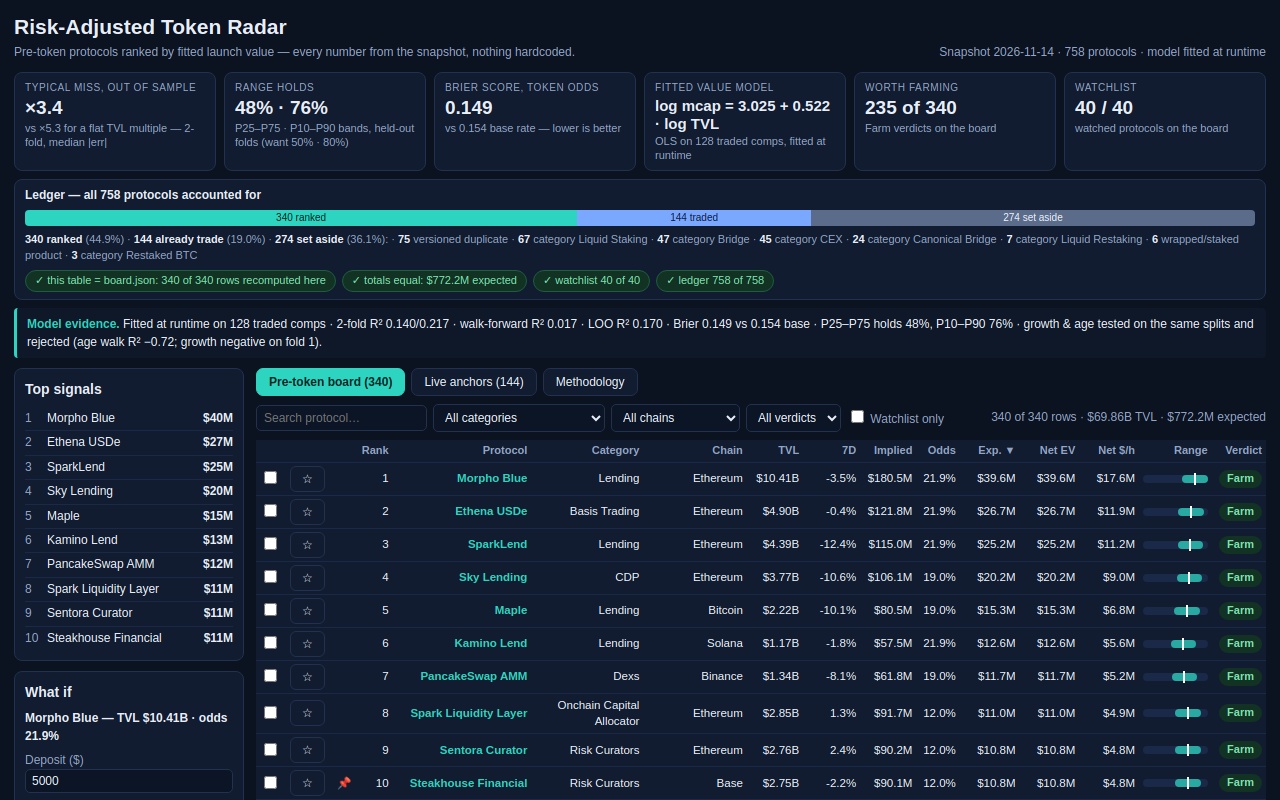 Risk-Adjusted Token Radar
Pre-token protocols ranked by fitted launch value — every number from the snapshot, nothing hardcoded.
Snapshot 2026-11-14 · 758 protocols · model fitted at runtime
TYPICAL MISS, OUT OF SAMPLE
×3.4
vs ×5.3 for a flat TVL multiple — 2-
fold, median |err|
RANGE HOLDS
48% · 76%
P25–P75 · P10–P90 bands, held-out
folds (want 50% · 80%)
BRIER SCORE, TOKEN ODDS
0.149
vs 0.154 base rate — lower is better
FITTED VALUE MODEL
log mcap = 3.025 + 0.522
· log TVL
OLS on 128 traded comps, fitted at
runtime
WORTH FARMING
235 of 340
Farm verdicts on the board
WATCHLIST
40 / 40
watched protocols on the board
Ledger — all 758 protocols accounted for
340 ranked 144 traded 274 set aside
340 ranked (44.9%) · 144 already trade (19.0%) · 274 set aside (36.1%): · 75 versioned duplicate · 67 category Liquid Staking · 47 category Bridge · 45 category CEX · 24 category Canonical Bridge · 7 category Liquid Restaking · 6 wrapped/staked
product · 3 category Restaked BTC
✓ this table = board.json: 340 of 340 rows recomputed here ✓ totals equal: $772.2M expected ✓ watchlist 40 of 40 ✓ ledger 758 of 758
Model evidence. Fitted at runtime on 128 traded comps · 2-fold R² 0.140/0.217 · walk-forward R² 0.017 · LOO R² 0.170 · Brier 0.149 vs 0.154 base · P25–P75 holds 48%, P10–P90 76% · growth & age tested on the same splits and
rejected (age walk R² −0.72; growth negative on fold 1).
Top signals
1 Morpho Blue $40M
2 Ethena USDe $27M
3 SparkLend $25M
4 Sky Lending $20M
5 Maple $15M
6 Kamino Lend $13M
7 PancakeSwap AMM $12M
8 Spark Liquidity Layer $11M
9 Sentora Curator $11M
10 Steakhouse Financial $11M
What if
Morpho Blue — TVL $10.41B · odds
21.9%
Deposit ($)
5000
Pre-token board (340) Live anchors (144) Methodology
Search protocol… All categories All chains All verdicts Watchlist only 340 of 340 rows · $69.86B TVL · $772.2M expected
Rank Protocol Category Chain TVL 7D Implied Odds Exp. ▼ Net EV Net $/h Range Verdict
☆ 1 Morpho Blue Lending Ethereum $10.41B -3.5% $180.5M 21.9% $39.6M $39.6M $17.6M Farm
☆ 2 Ethena USDe Basis Trading Ethereum $4.90B -0.4% $121.8M 21.9% $26.7M $26.7M $11.9M Farm
☆ 3 SparkLend Lending Ethereum $4.39B -12.4% $115.0M 21.9% $25.2M $25.2M $11.2M Farm
☆ 4 Sky Lending CDP Ethereum $3.77B -10.6% $106.1M 19.0% $20.2M $20.2M $9.0M Farm
☆ 5 Maple Lending Bitcoin $2.22B -10.1% $80.5M 19.0% $15.3M $15.3M $6.8M Farm
☆ 6 Kamino Lend Lending Solana $1.17B -1.8% $57.5M 21.9% $12.6M $12.6M $5.6M Farm
☆ 7 PancakeSwap AMM Dexs Binance $1.34B -8.1% $61.8M 19.0% $11.7M $11.7M $5.2M Farm
☆ 8 Spark Liquidity Layer Onchain Capital Allocator Ethereum $2.85B 1.3% $91.7M 12.0% $11.0M $11.0M $4.9M Farm
☆ 9 Sentora Curator Risk Curators Ethereum $2.76B 2.4% $90.2M 12.0% $10.8M $10.8M $4.8M Farm
☆ 📌 10 Steakhouse Financial Risk Curators Base $2.75B -2.2% $90.1M 12.0% $10.8M $10.8M $4.8M Farm